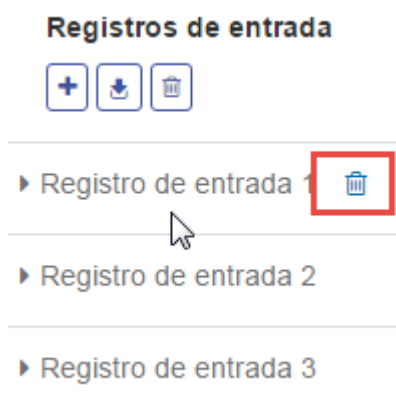 Registros de entrada
Registro de entrada 1
Registro de entrada 2
Registro de entrada 3